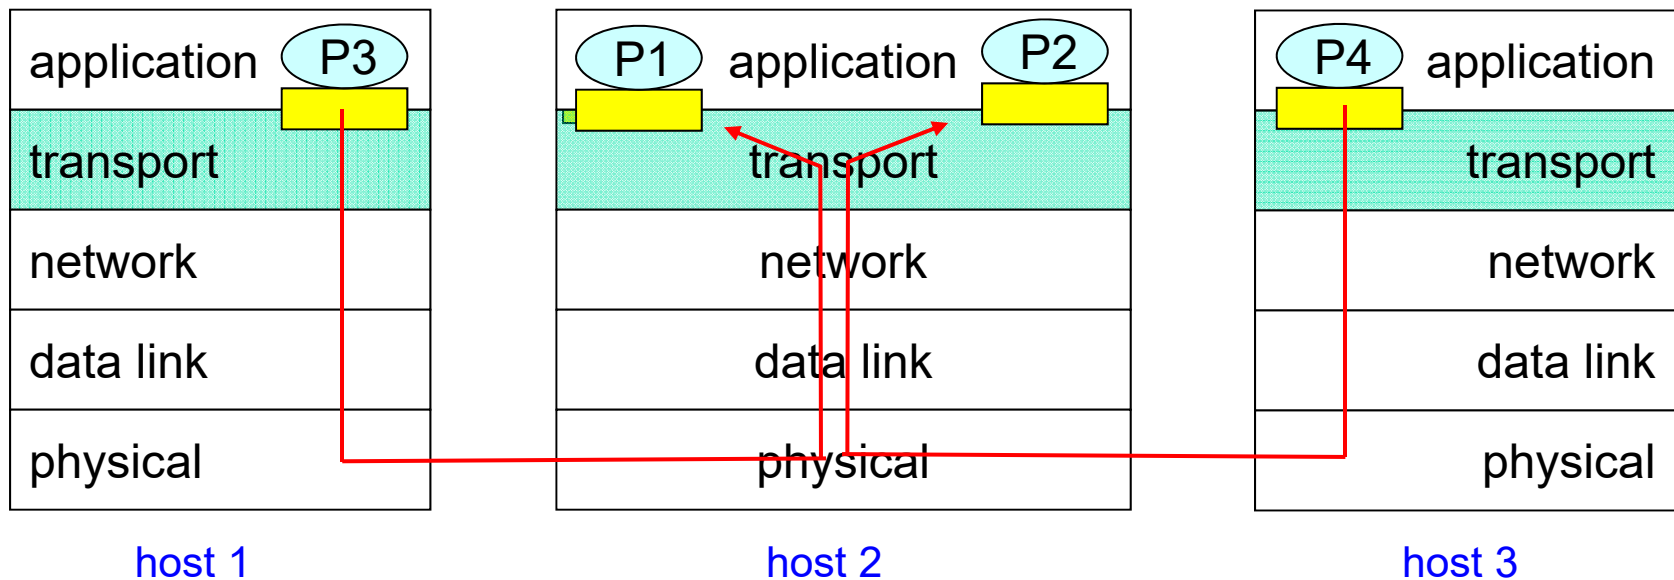 application P3
transport
network
data link
physical
host 1
P1 application P2
transport
network
data link
physical
host 2
P4 application
transport
network
data link
physical
host 3